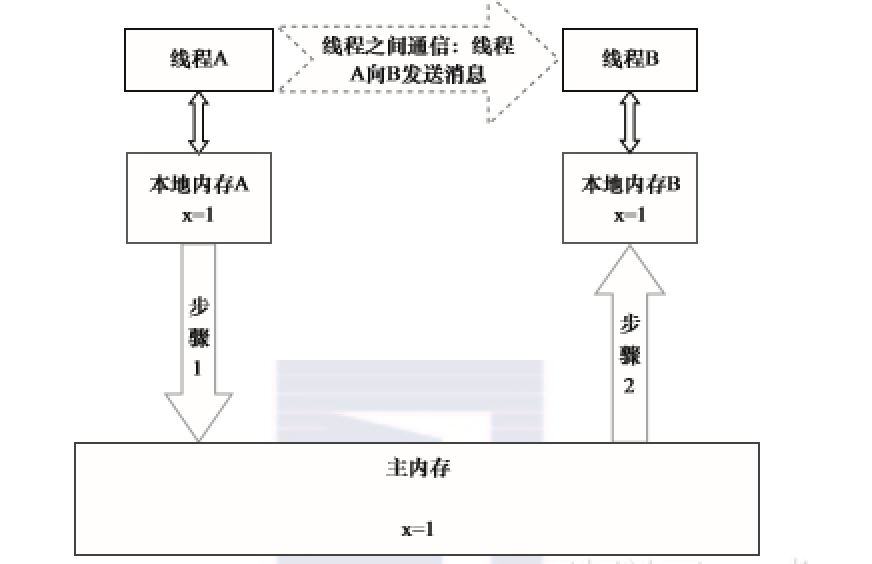 线程A
线程之间通信：线程
A向B发送消息
线程B
本地内存A
x=1
本地内存B
x=1
步
骤
1
步
骤
2
主内存
x=1